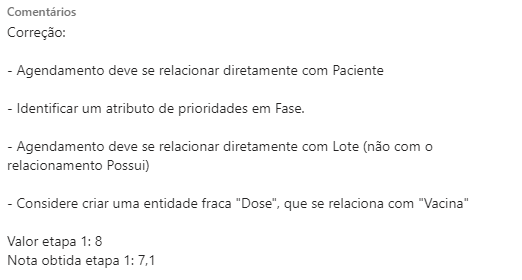 Comentários
Correção:
- Agendamento deve se relacionar diretamente com Paciente
- Identificar um atributo de prioridades em Fase.
- Agendamento deve se relacionar diretamente com Lote (não com o
relacionamento Possui)
- Considere criar uma entidade fraca "Dose", que se relaciona com "Vacina"
Valor etapa 1: 8
Nota obtida etapa 1: 7,1